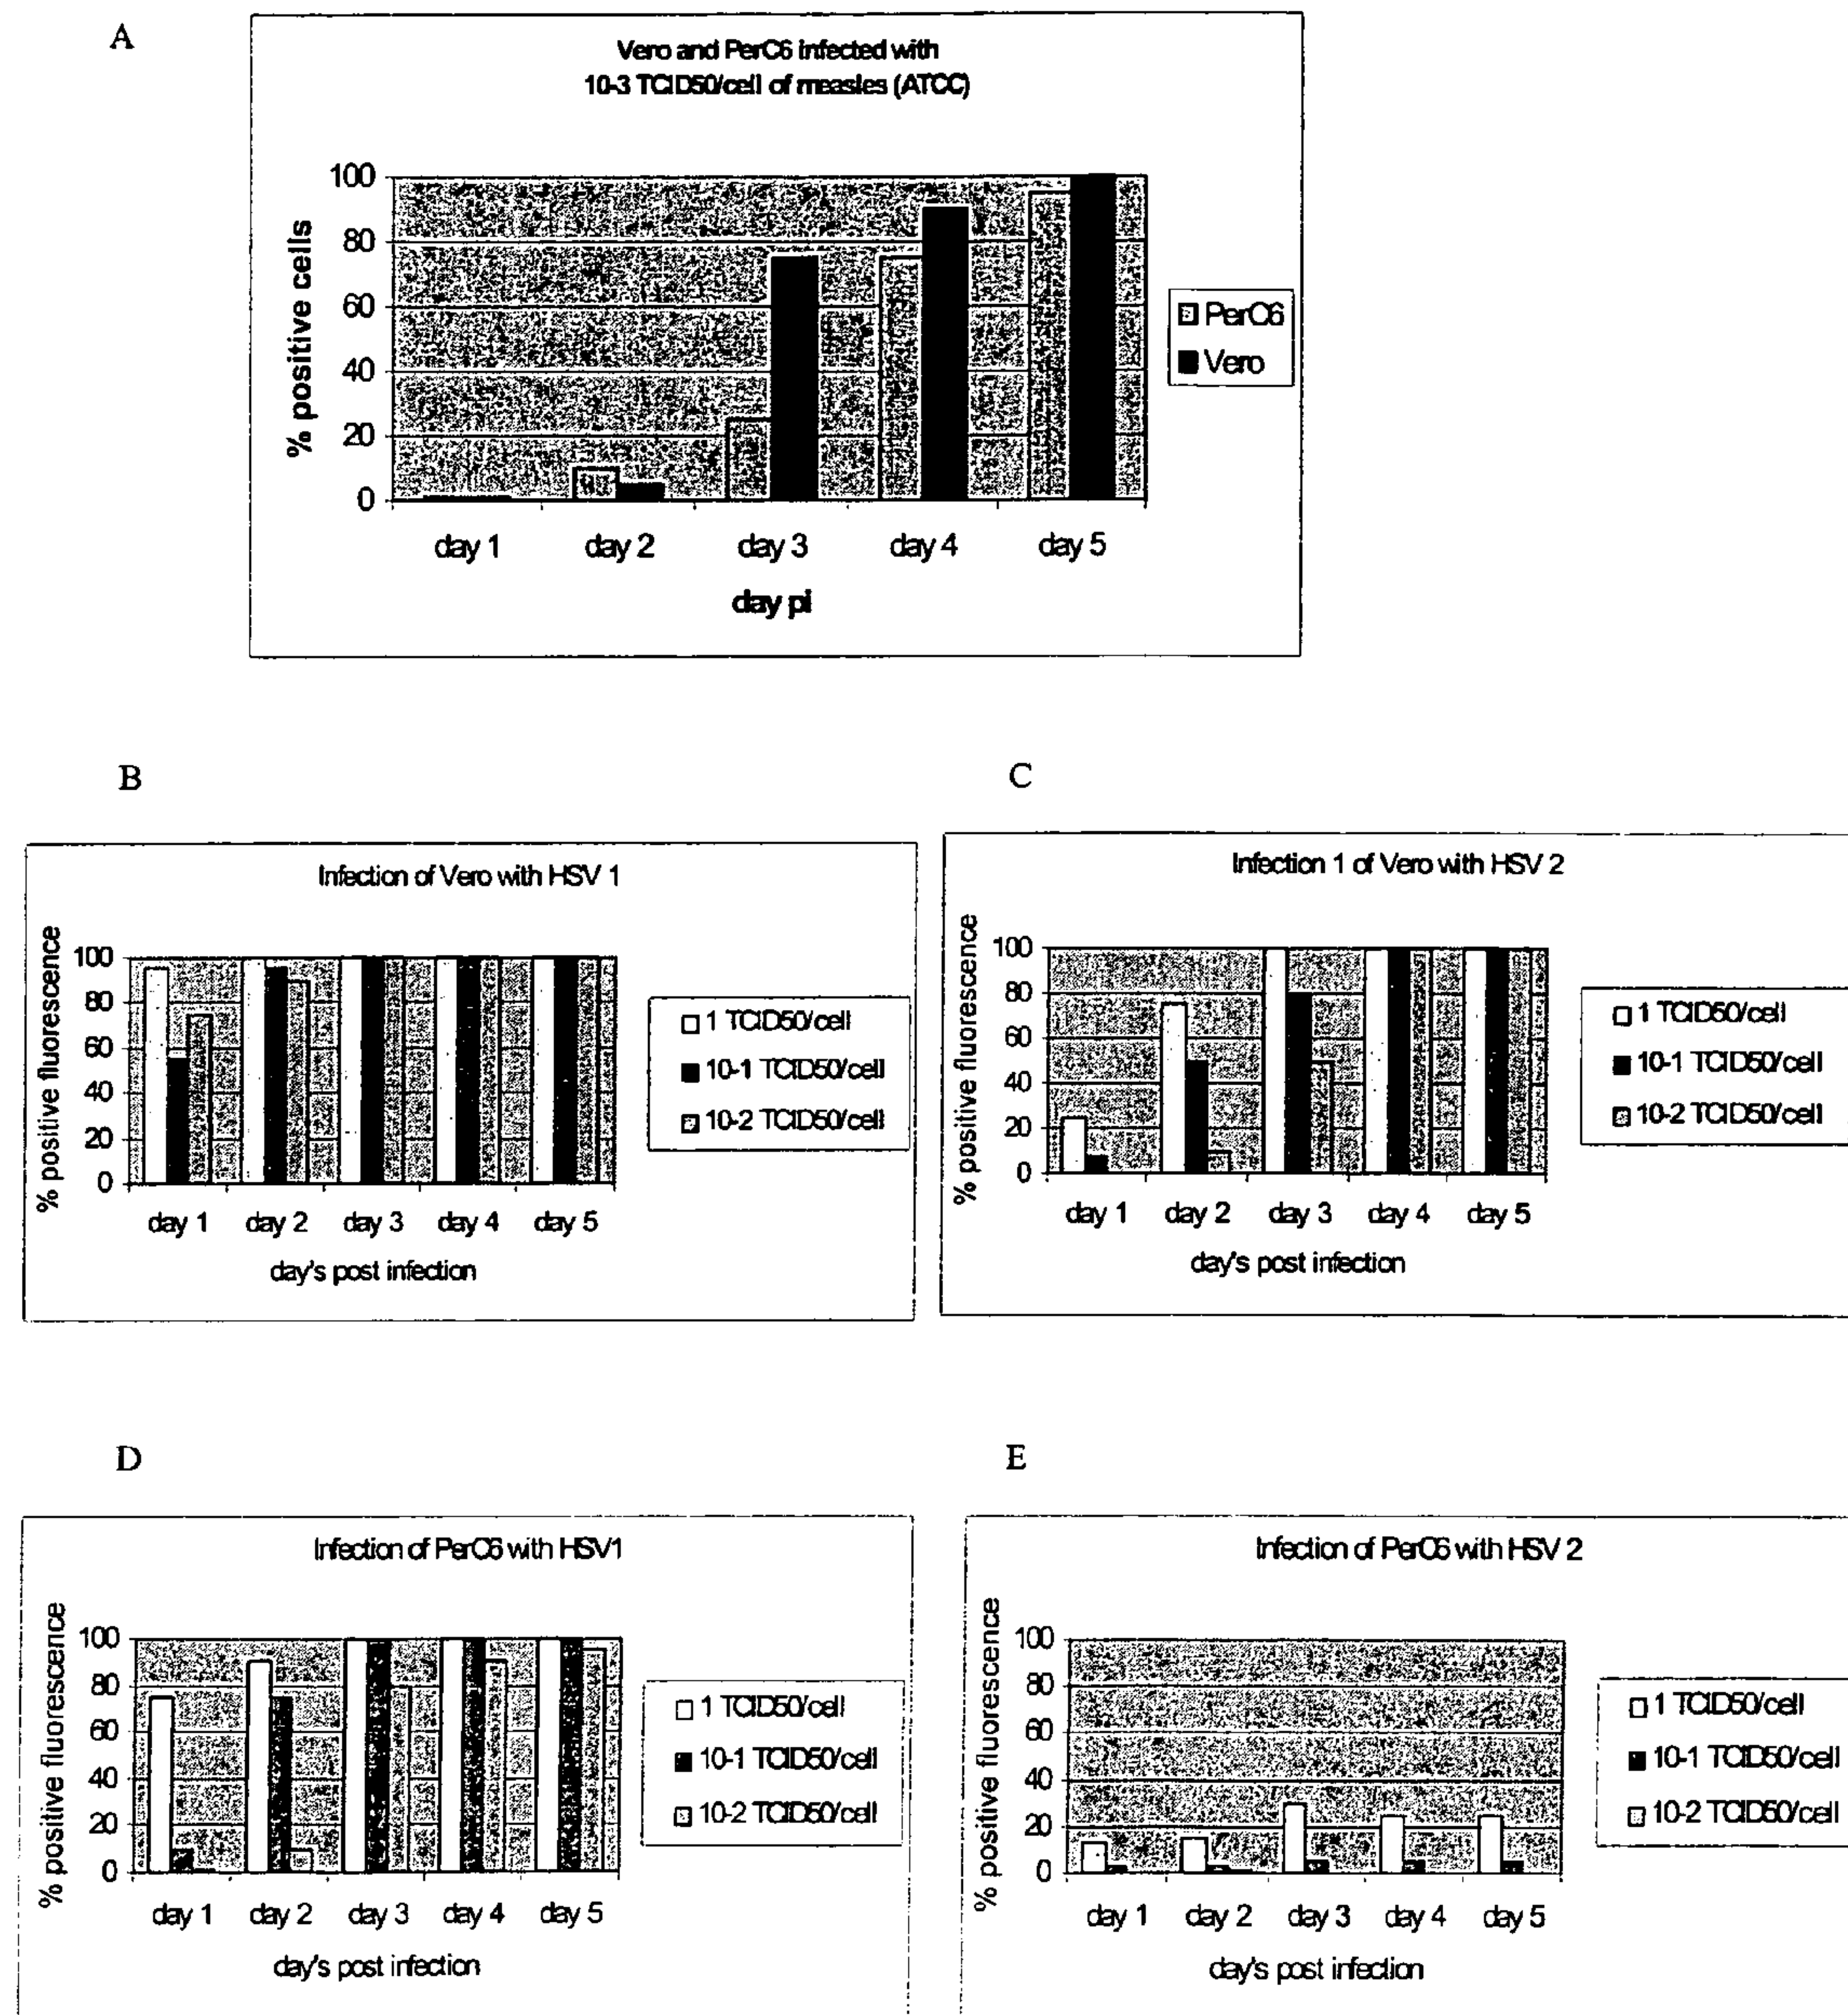 A
Vero and PerC6 infected with
10-3 TCID50/cell of measles (ATCC)
% positive cells
100
80
60
40
20
0
day 1 day 2 day 3 day 4 day 5
day pi
PerC6
Vero
B
Infection of Vero with HSV 1
% positive fluorescence
100
80
60
40
20
0
day 1 day 2 day 3 day 4 day 5
day's post infection
1 TCID50/cell
10-1 TCID50/cell
10-2 TCID50/cell
C
Infection 1 of Vero with HSV 2
% positive fluorescence
100
80
60
40
20
0
day 1 day 2 day 3 day 4 day 5
day's post infection
1 TCID50/cell
10-1 TCID50/cell
10-2 TCID50/cell
D
Infection of PerC6 with HSV1
% positive fluorescence
100
80
60
40
20
0
day 1 day 2 day 3 day 4 day 5
day's post infection
1 TCID50/cell
10-1 TCID50/cell
10-2 TCID50/cell
E
Infection of PerC6 with HSV 2
% positive fluorescence
100
80
60
40
20
0
day 1 day 2 day 3 day 4 day 5
day's post infection
1 TCID50/cell
10-1 TCID50/cell
10-2 TCID50/cell